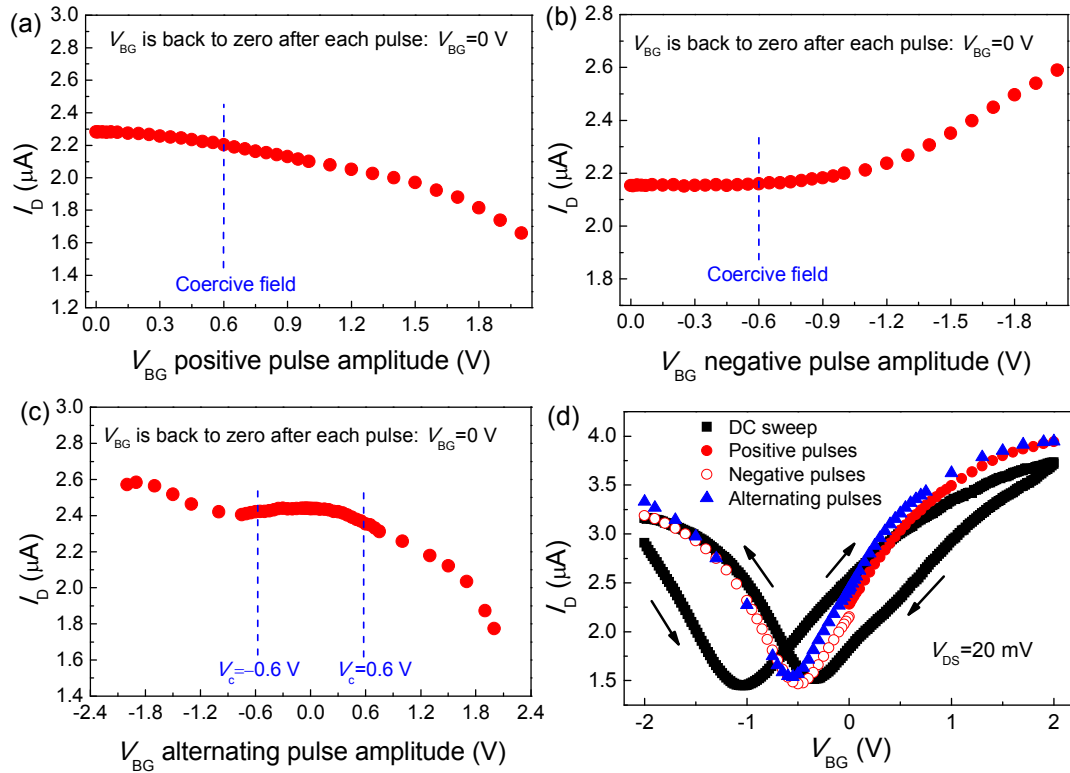 (a)
V_BG is back to zero after each pulse: V_BG=0 V
Coercive field
I_D (μA)
3.0
2.8
2.6
2.4
2.2
2.0
1.8
1.6
1.4
1.2
0.0 0.3 0.6 0.9 1.2 1.5 1.8
V_BG positive pulse amplitude (V)
(b)
V_BG is back to zero after each pulse: V_BG=0 V
Coercive field
I_D (μA)
2.6
2.4
2.2
2.0
1.8
0.0 -0.3 -0.6 -0.9 -1.2 -1.5 -1.8
V_BG negative pulse amplitude (V)
(c)
V_BG is back to zero after each pulse: V_BG=0 V
V_c=−0.6 V V_c=0.6 V
I_D (μA)
3.0
2.8
2.6
2.4
2.2
2.0
1.8
1.6
1.4
-2.4 -1.8 -1.2 -0.6 0.0 0.6 1.2 1.8 2.4
V_BG alternating pulse amplitude (V)
(d)
DC sweep
Positive pulses
Negative pulses
Alternating pulses
V_DS=20 mV
I_D (μA)
4.0
3.5
3.0
2.5
2.0
1.5
-2 -1 0 1 2
V_BG (V)